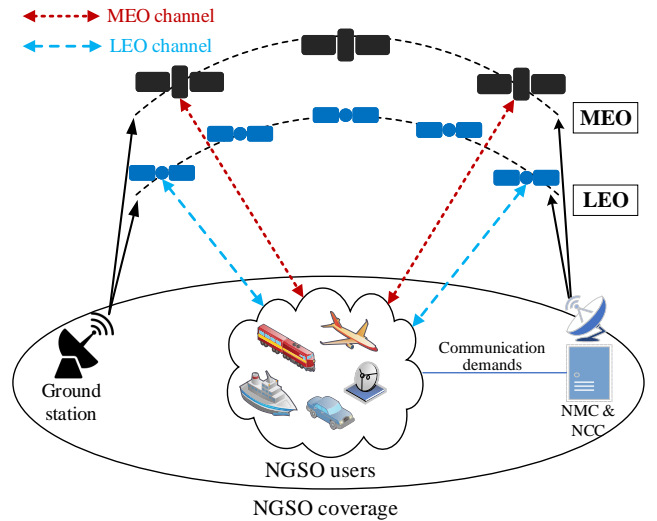 MEO channel
LEO channel
MEO
LEO
Ground
station
Communication
demands
NMC &
NCC
NGSO users
NGSO coverage